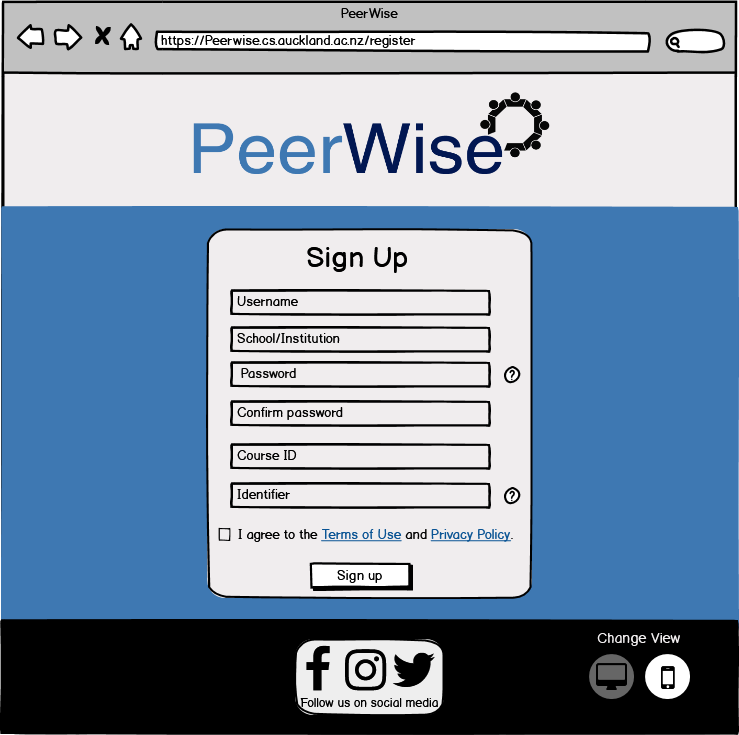 PeerWise
https://Peerwise.cs.auckland.ac.nz/register
PeerWise
Sign Up
Username
School/Institution
Password
?
Confirm password
Course ID
Identifier
?
I agree to the Terms of Use and Privacy Policy.
Sign up
Change View
Follow us on social media